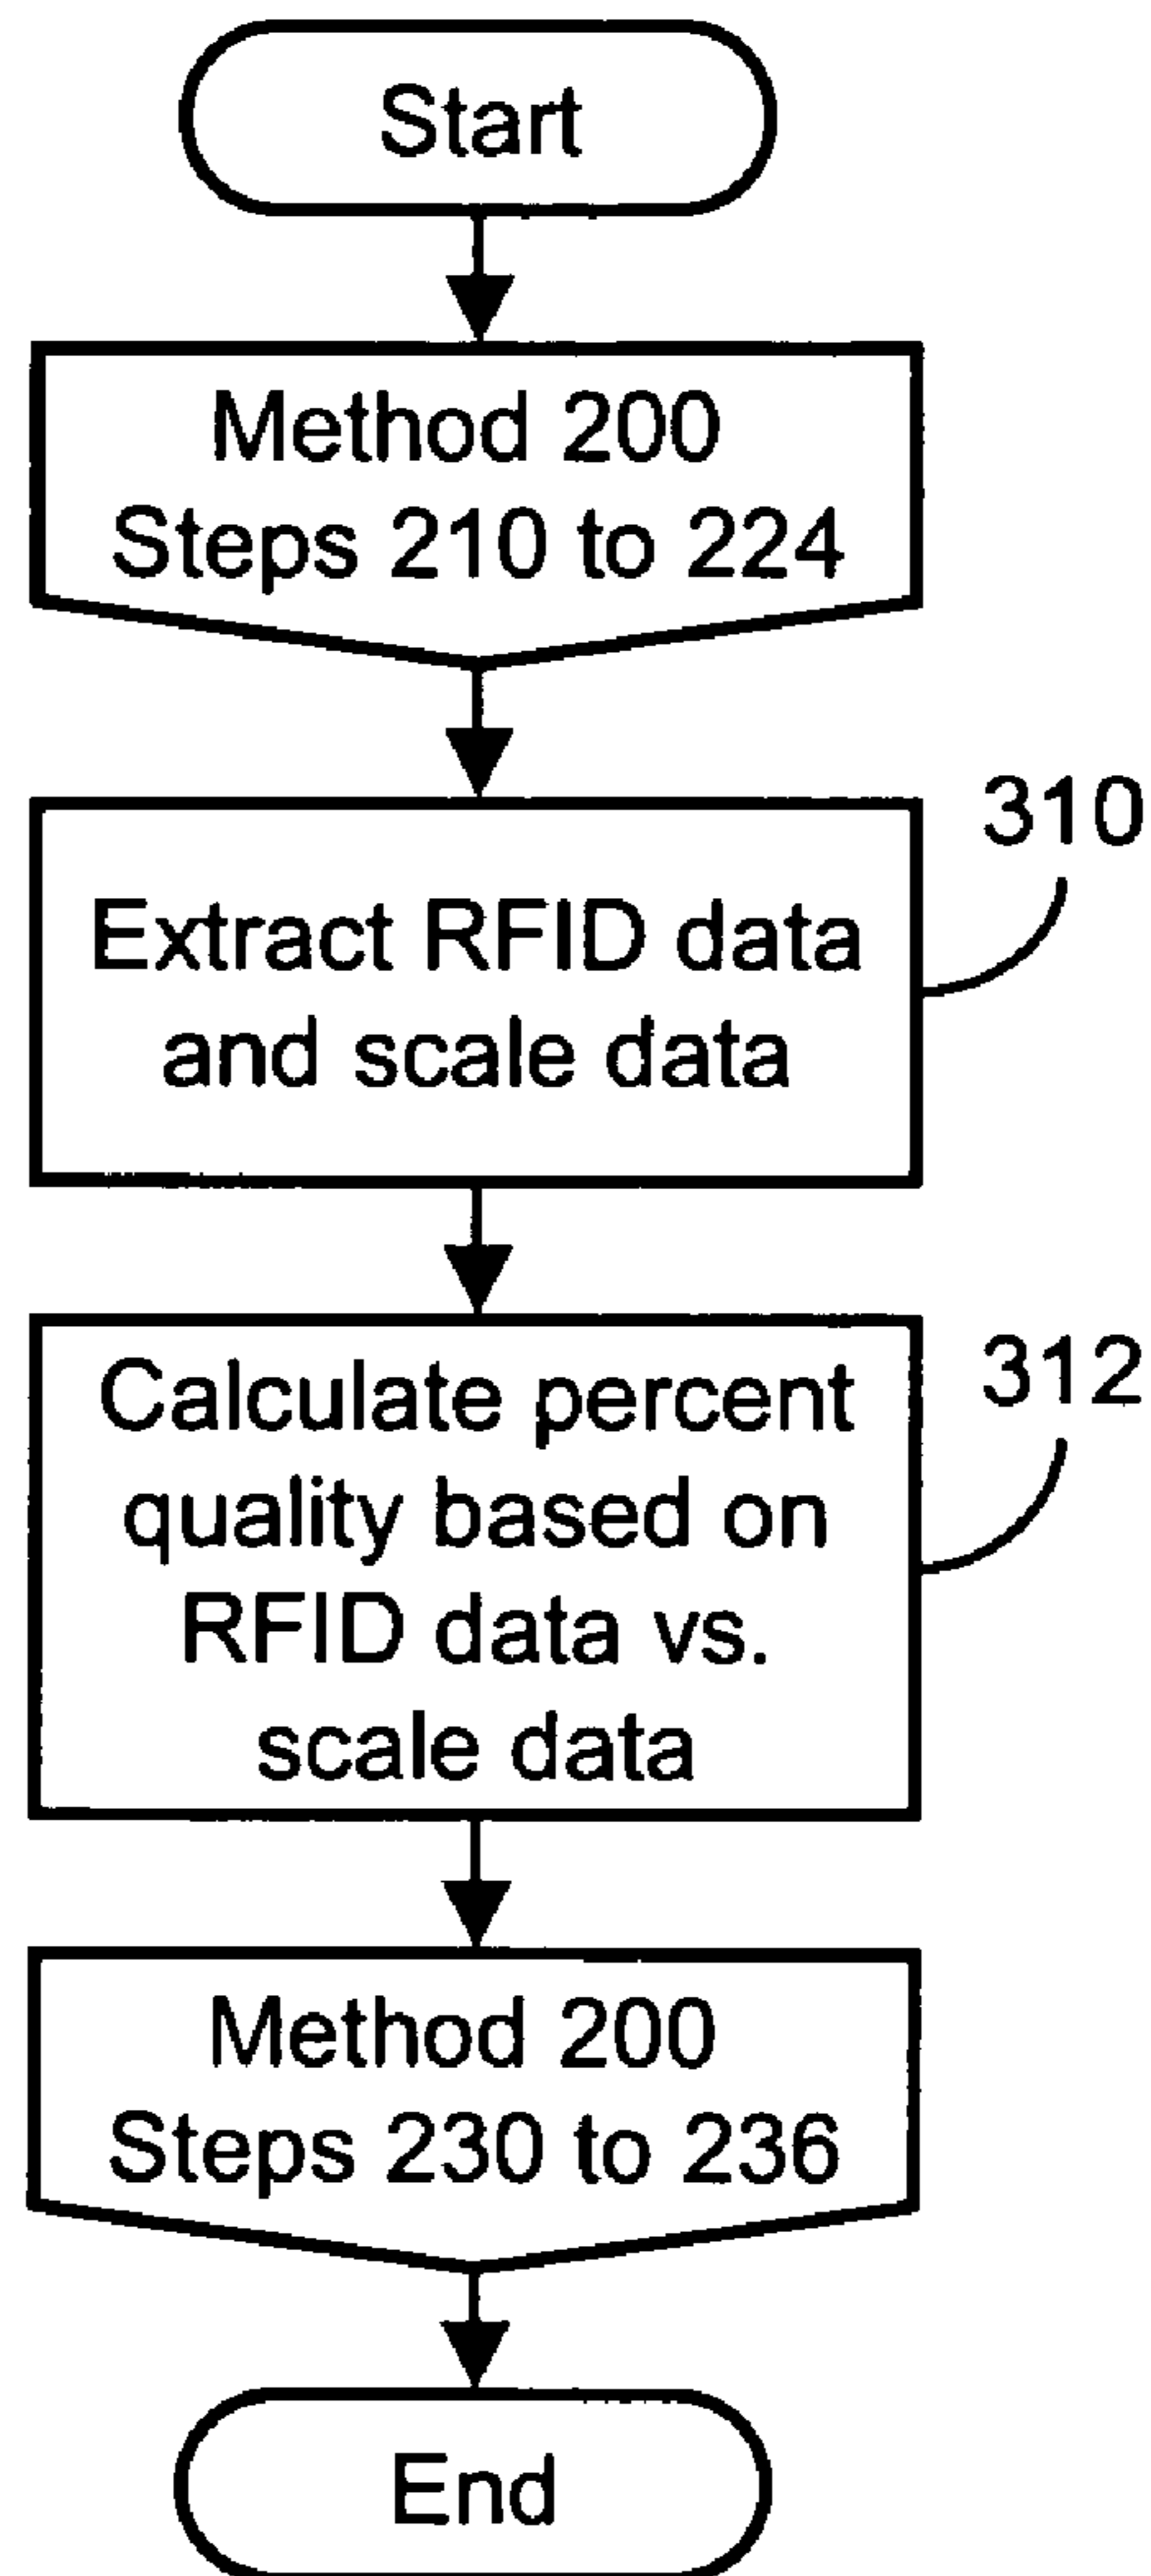 Start
Method 200
Steps 210 to 224
310
Extract RFID data
and scale data
312
Calculate percent
quality based on
RFID data vs.
scale data
Method 200
Steps 230 to 236
End